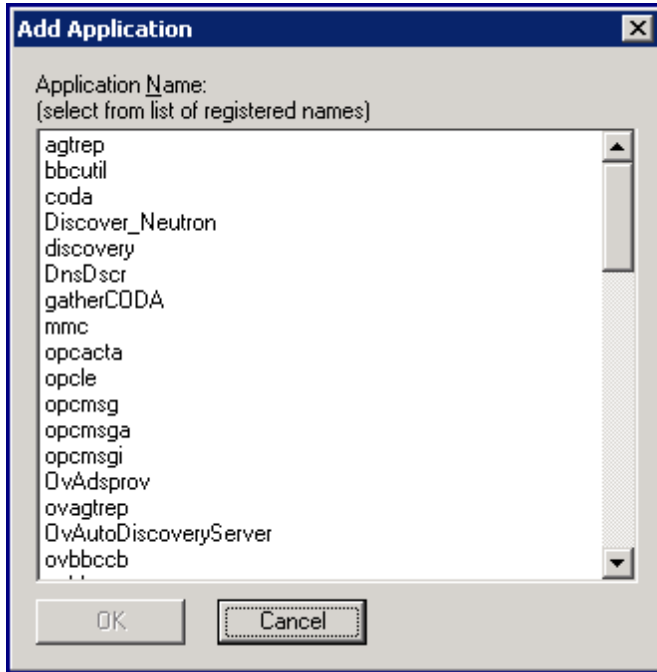 Add Application
Application Name:
(select from list of registered names)
agtrep
bbcutil
coda
Discover_Neutron
discovery
DnsDscr
gatherCODA
mmc
opcacta
opcle
opcmsg
opcmsga
opcmsgi
OvAdsprov
ovagtrep
OvAutoDiscoveryServer
ovbbccb
OK
Cancel